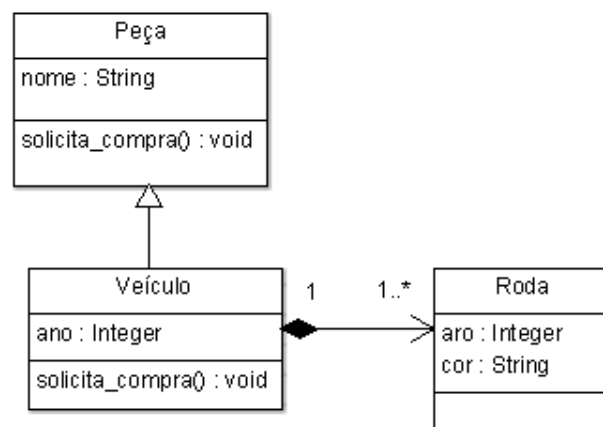 Peça
nome : String
solicita_compra() : void
Veículo
ano : Integer
solicita_compra() : void
1
1..*
Roda
aro : Integer
cor : String